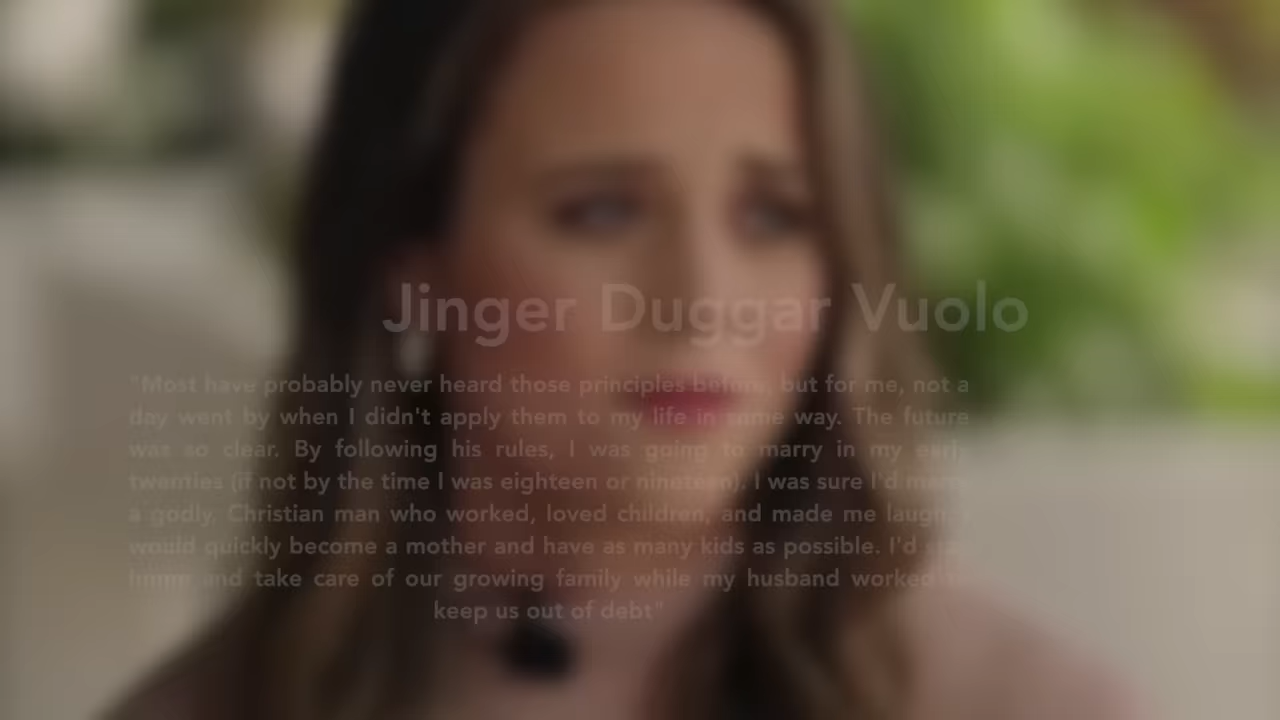 Jinger Duggar Vuolo
"Most have probably never heard those principles before, but for me, not a
day went by when I didn't apply them to my life in some way. The future
was so clear. By following his rules, I was going to marry in my early
twenties (if not by the time I was eighteen or nineteen). I was sure I'd marry
a godly, Christian man who worked, loved children, and made me laugh.
would quickly become a mother and have as many kids as possible. I'd
home and take care of our growing family while my husband worked
keep us out of debt"